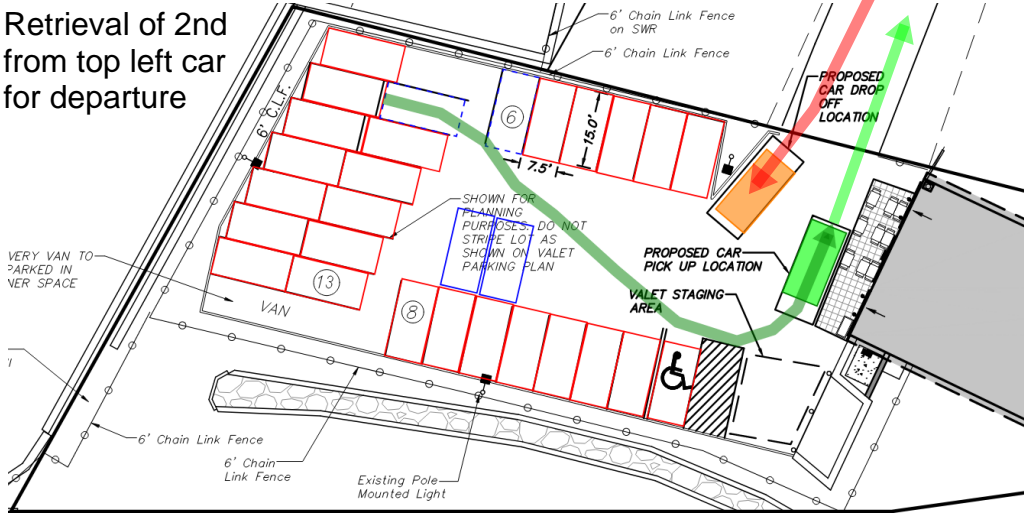 Retrieval of 2nd
from top left car
for departure
6' Chain Link Fence
on SWR
6' Chain Link Fence
6' C.L.F.
6
15.0'
7.5'
PROPOSED
CAR DROP
OFF
LOCATION
SHOWN FOR
PLANNING
PURPOSES. DO NOT
STRIPE LOT AS
SHOWN ON VALET
PARKING PLAN
PROPOSED CAR
PICK UP LOCATION
VALET STAGING
AREA
VERY VAN TO
PARKED IN
NER SPACE
13
8
VAN
6' Chain Link Fence
6' Chain
Link Fence
Existing Pole
Mounted Light